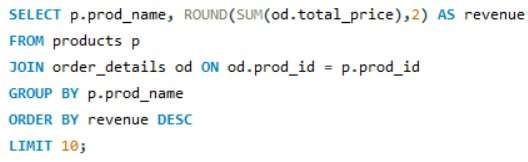 SELECT p.prod_name, ROUND(SUM(od.total_price),2) AS revenue
FROM products p
JOIN order_details od ON od.prod_id = p.prod_id
GROUP BY p.prod_name
ORDER BY revenue DESC
LIMIT 10;